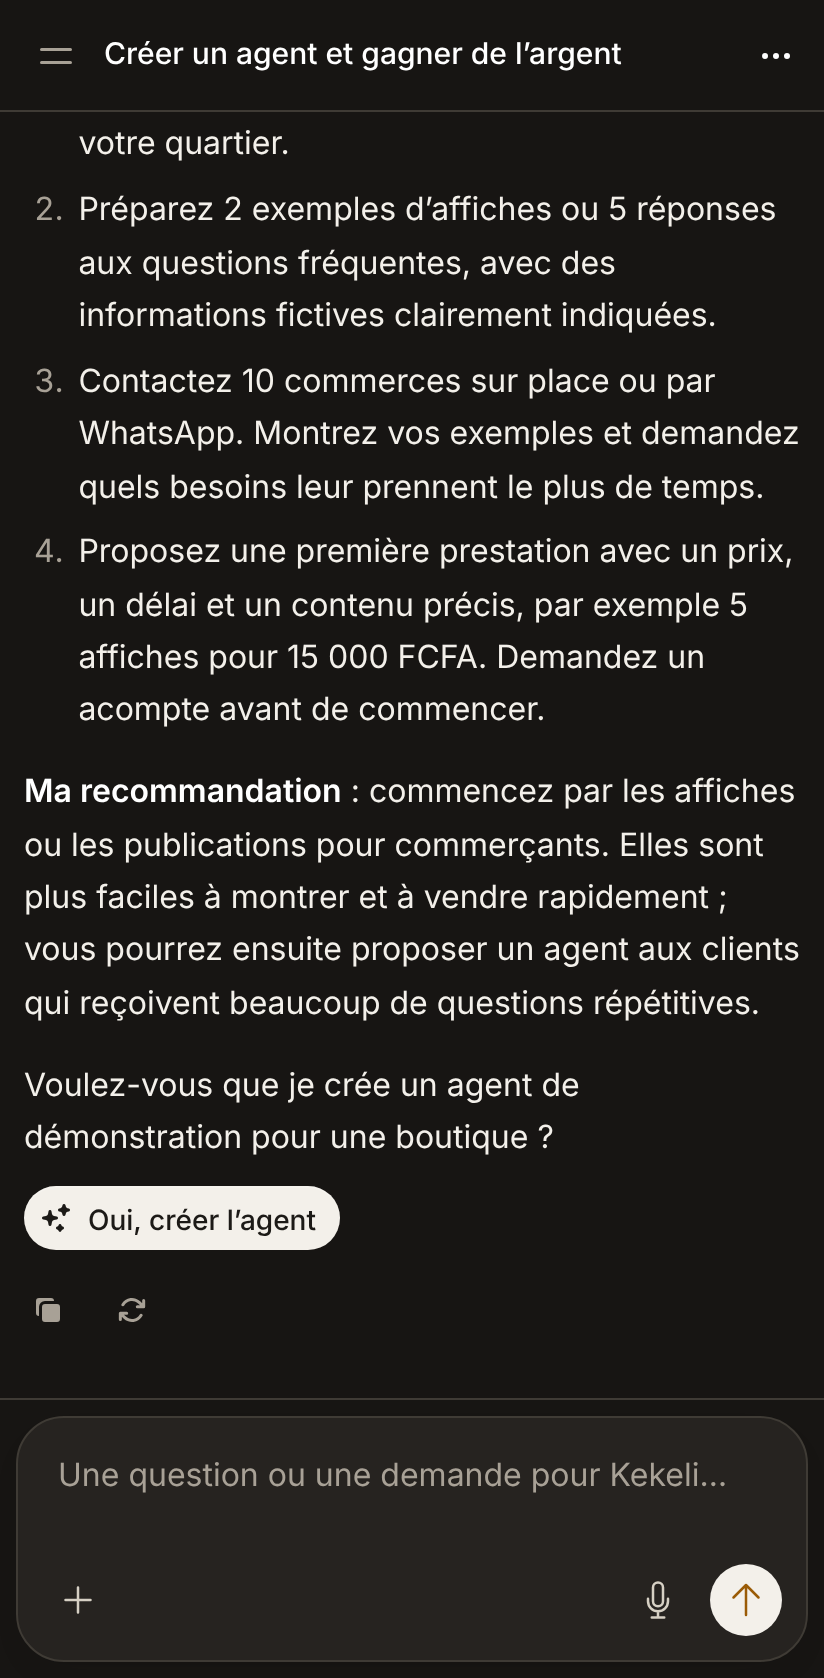 Créer un agent et gagner de l’argent
votre quartier.
2. Préparez 2 exemples d’affiches ou 5 réponses
aux questions fréquentes, avec des
informations fictives clairement indiquées.
3. Contactez 10 commerces sur place ou par
WhatsApp. Montrez vos exemples et demandez
quels besoins leur prennent le plus de temps.
4. Proposez une première prestation avec un prix,
un délai et un contenu précis, par exemple 5
affiches pour 15 000 FCFA. Demandez un
acompte avant de commencer.
Ma recommandation : commencez par les affiches
ou les publications pour commerçants. Elles sont
plus faciles à montrer et à vendre rapidement ;
vous pourrez ensuite proposer un agent aux clients
qui reçoivent beaucoup de questions répétitives.
Voulez-vous que je crée un agent de
démonstration pour une boutique ?
Oui, créer l’agent
Une question ou une demande pour Kekeli...